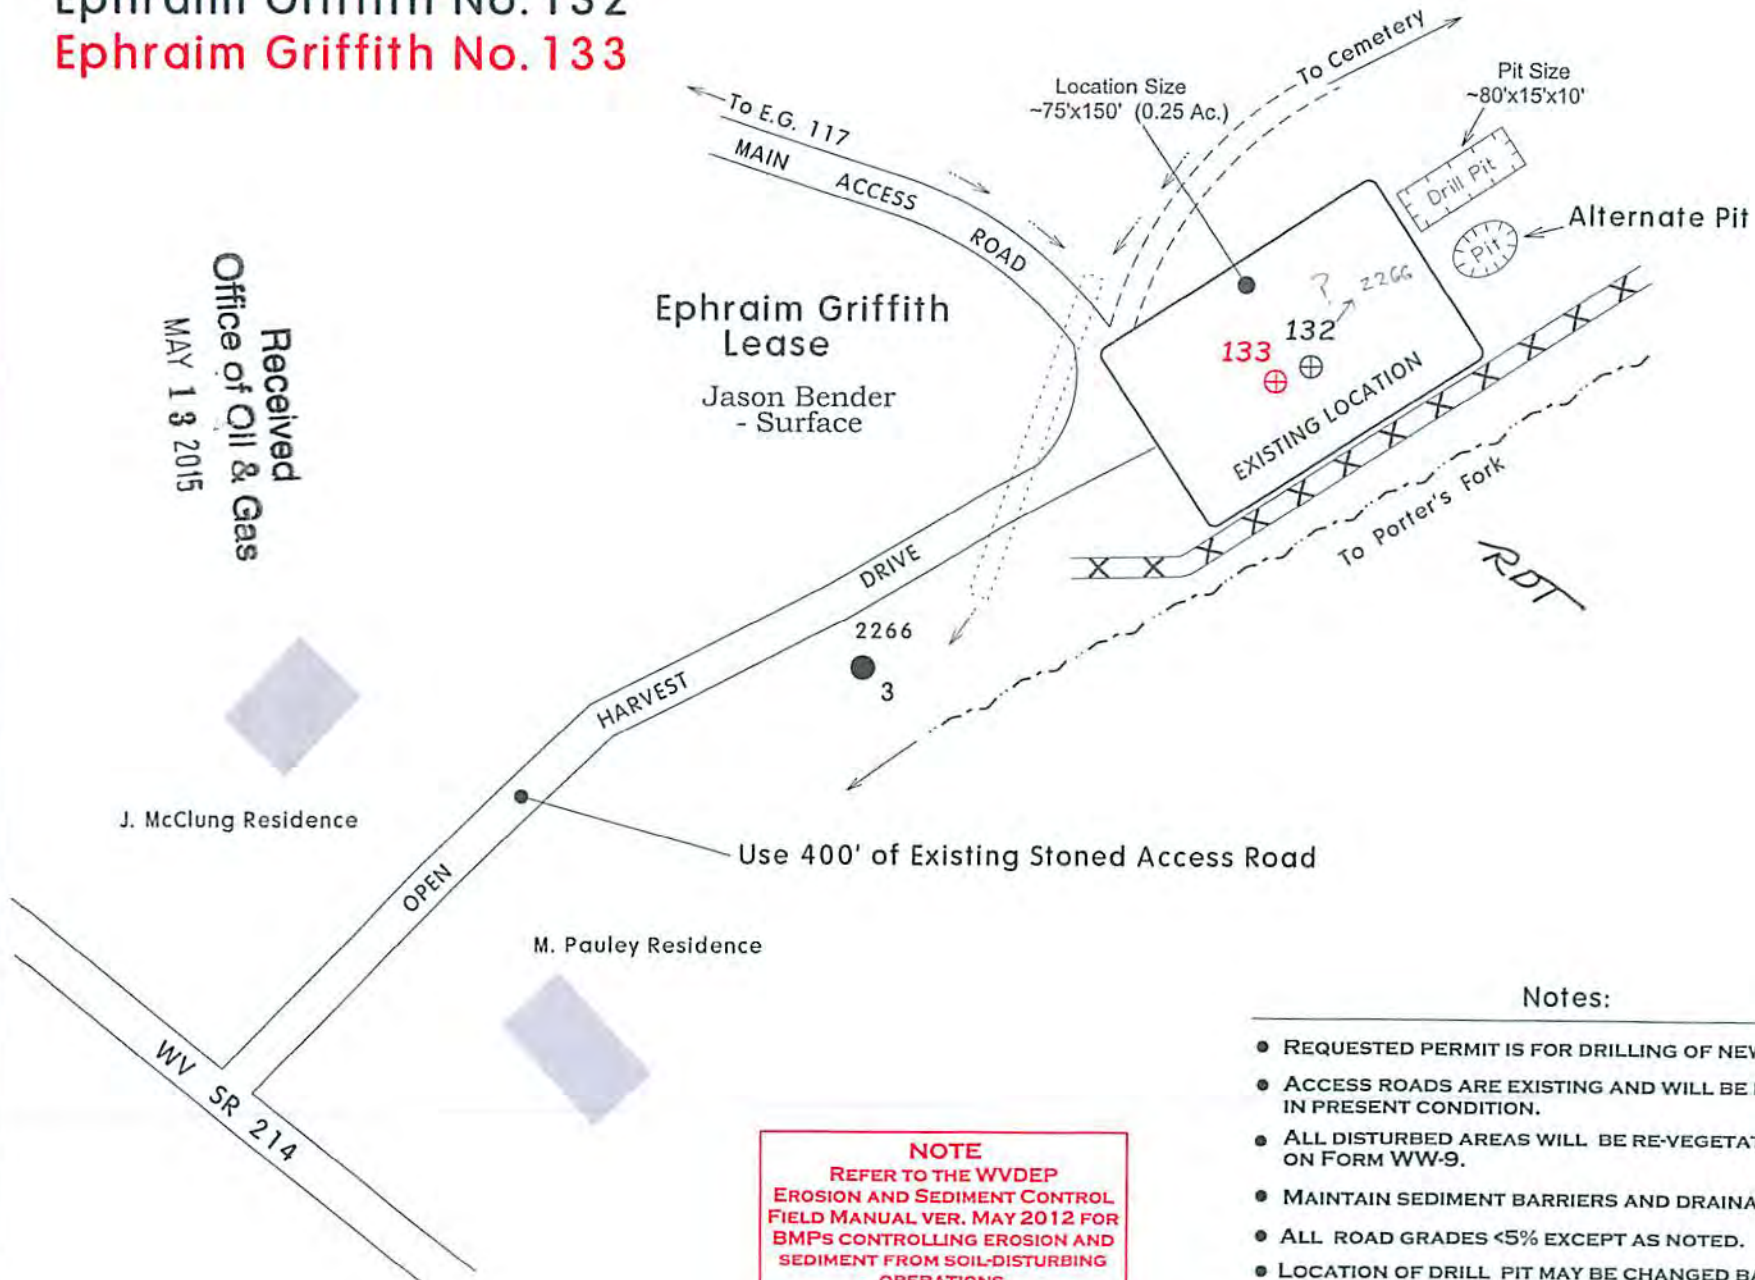 Ephraim Griffith No. 132
Ephraim Griffith No. 133
To Cemetery
Location Size
~75'x150' (0.25 Ac.)
Pit Size
~80'x15'x10'
To E.G. 117
MAIN ACCESS ROAD
Drill Pit
Alternate Pit
Pit
Received
Office of Oil & Gas
MAY 13 2015
Ephraim Griffith
Lease
Jason Bender
- Surface
? 2266
132
133
EXISTING LOCATION
To Porter's Fork
RDT
OPEN HARVEST DRIVE
2266
3
J. McClung Residence
Use 400' of Existing Stoned Access Road
M. Pauley Residence
WV SR 214
NOTE
REFER TO THE WVDEP
EROSION AND SEDIMENT CONTROL
FIELD MANUAL VER. MAY 2012 FOR
BMPS CONTROLLING EROSION AND
SEDIMENT FROM SOIL-DISTURBING
OPERATIONS
Notes:
• REQUESTED PERMIT IS FOR DRILLING OF NEW
• ACCESS ROADS ARE EXISTING AND WILL BE
IN PRESENT CONDITION.
• ALL DISTURBED AREAS WILL BE RE-VEGETAT
ON FORM WW-9.
• MAINTAIN SEDIMENT BARRIERS AND DRAINA
• ALL ROAD GRADES <5% EXCEPT AS NOTED.
• LOCATION OF DRILL PIT MAY BE CHANGED BA